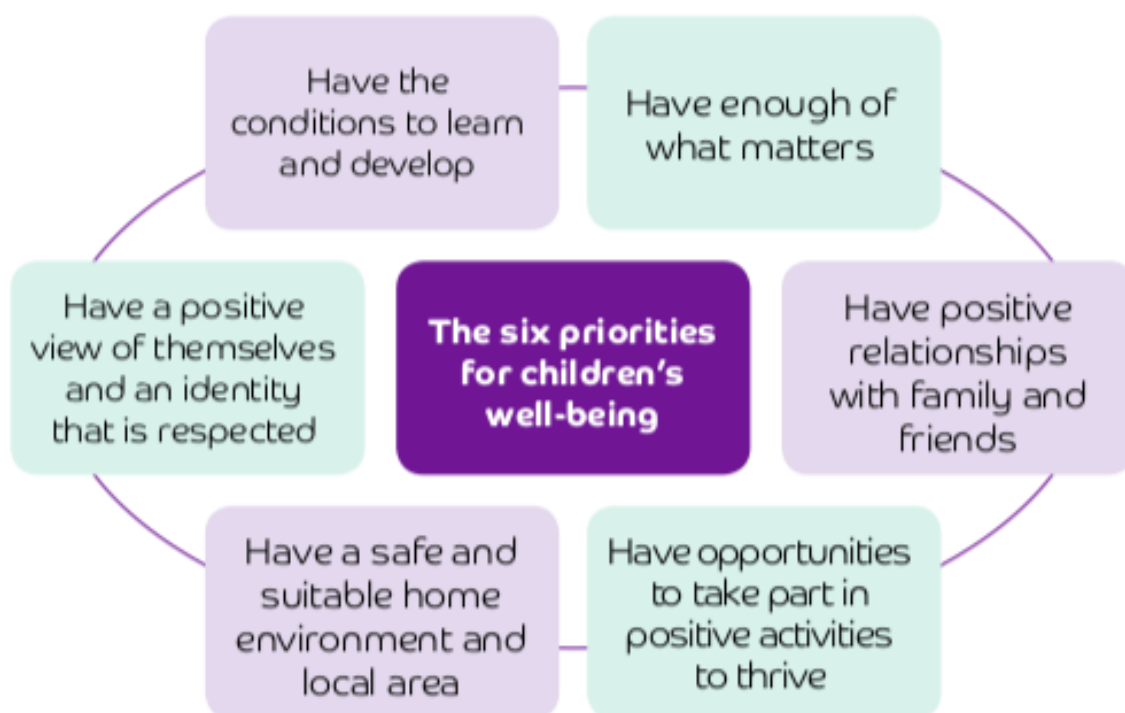 Have the
conditions to learn
and develop
Have enough of
what matters
Have a positive
view of themselves
and an identity
that is respected
The six priorities
for children's
well-being
Have positive
relationships
with family and
friends
Have a safe and
suitable home
environment and
local area
Have opportunities
to take part in
positive activities
to thrive